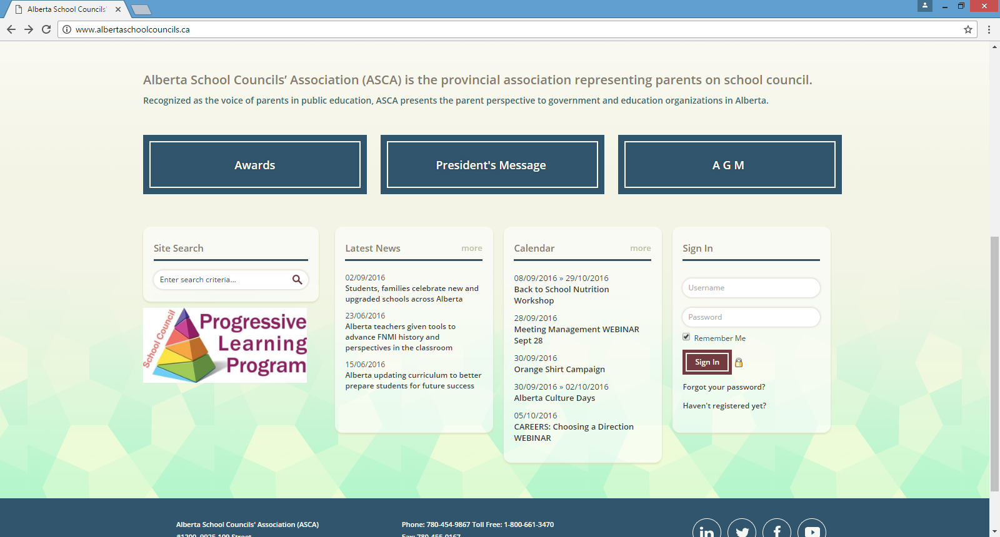 Alberta School Councils'
www.albertaschoolcouncils.ca
Alberta School Councils’ Association (ASCA) is the provincial association representing parents on school council.
Recognized as the voice of parents in public education, ASCA presents the parent perspective to government and education organizations in Alberta.
Awards
President's Message
A G M
Site Search
Enter search criteria...
School Council
Progressive
Learning
Program
Latest News
more
02/09/2016
Students, families celebrate new and
upgraded schools across Alberta
23/06/2016
Alberta teachers given tools to
advance FNMI history and
perspectives in the classroom
15/06/2016
Alberta updating curriculum to better
prepare students for future success
Calendar
more
08/09/2016 » 29/10/2016
Back to School Nutrition
Workshop
28/09/2016
Meeting Management WEBINAR
Sept 28
30/09/2016
Orange Shirt Campaign
30/09/2016 » 02/10/2016
Alberta Culture Days
05/10/2016
CAREERS: Choosing a Direction
WEBINAR
Sign In
Username
Password
Remember Me
Sign In
Forgot your password?
Haven't registered yet?
Alberta School Councils' Association (ASCA)
#1200, 9925 109 Street
Phone: 780-454-9867 Toll Free: 1-800-661-3470
Fax: 780-455-0167